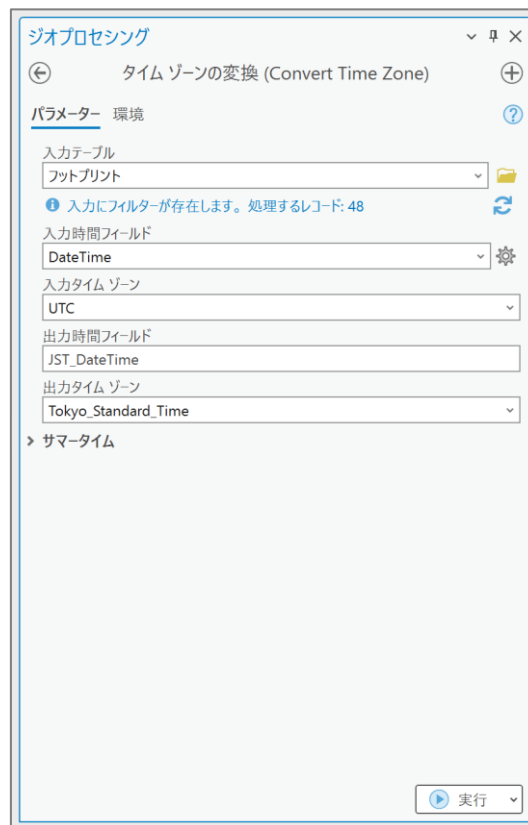 ジオプロセシング
タイム ゾーンの変換 (Convert Time Zone)
パラメーター 環境
入力テーブル
フットプリント
入力にフィルターが存在します。処理するレコード: 48
入力時間フィールド
DateTime
入力タイム ゾーン
UTC
出力時間フィールド
JST_DateTime
出力タイム ゾーン
Tokyo_Standard_Time
サマータイム
実行